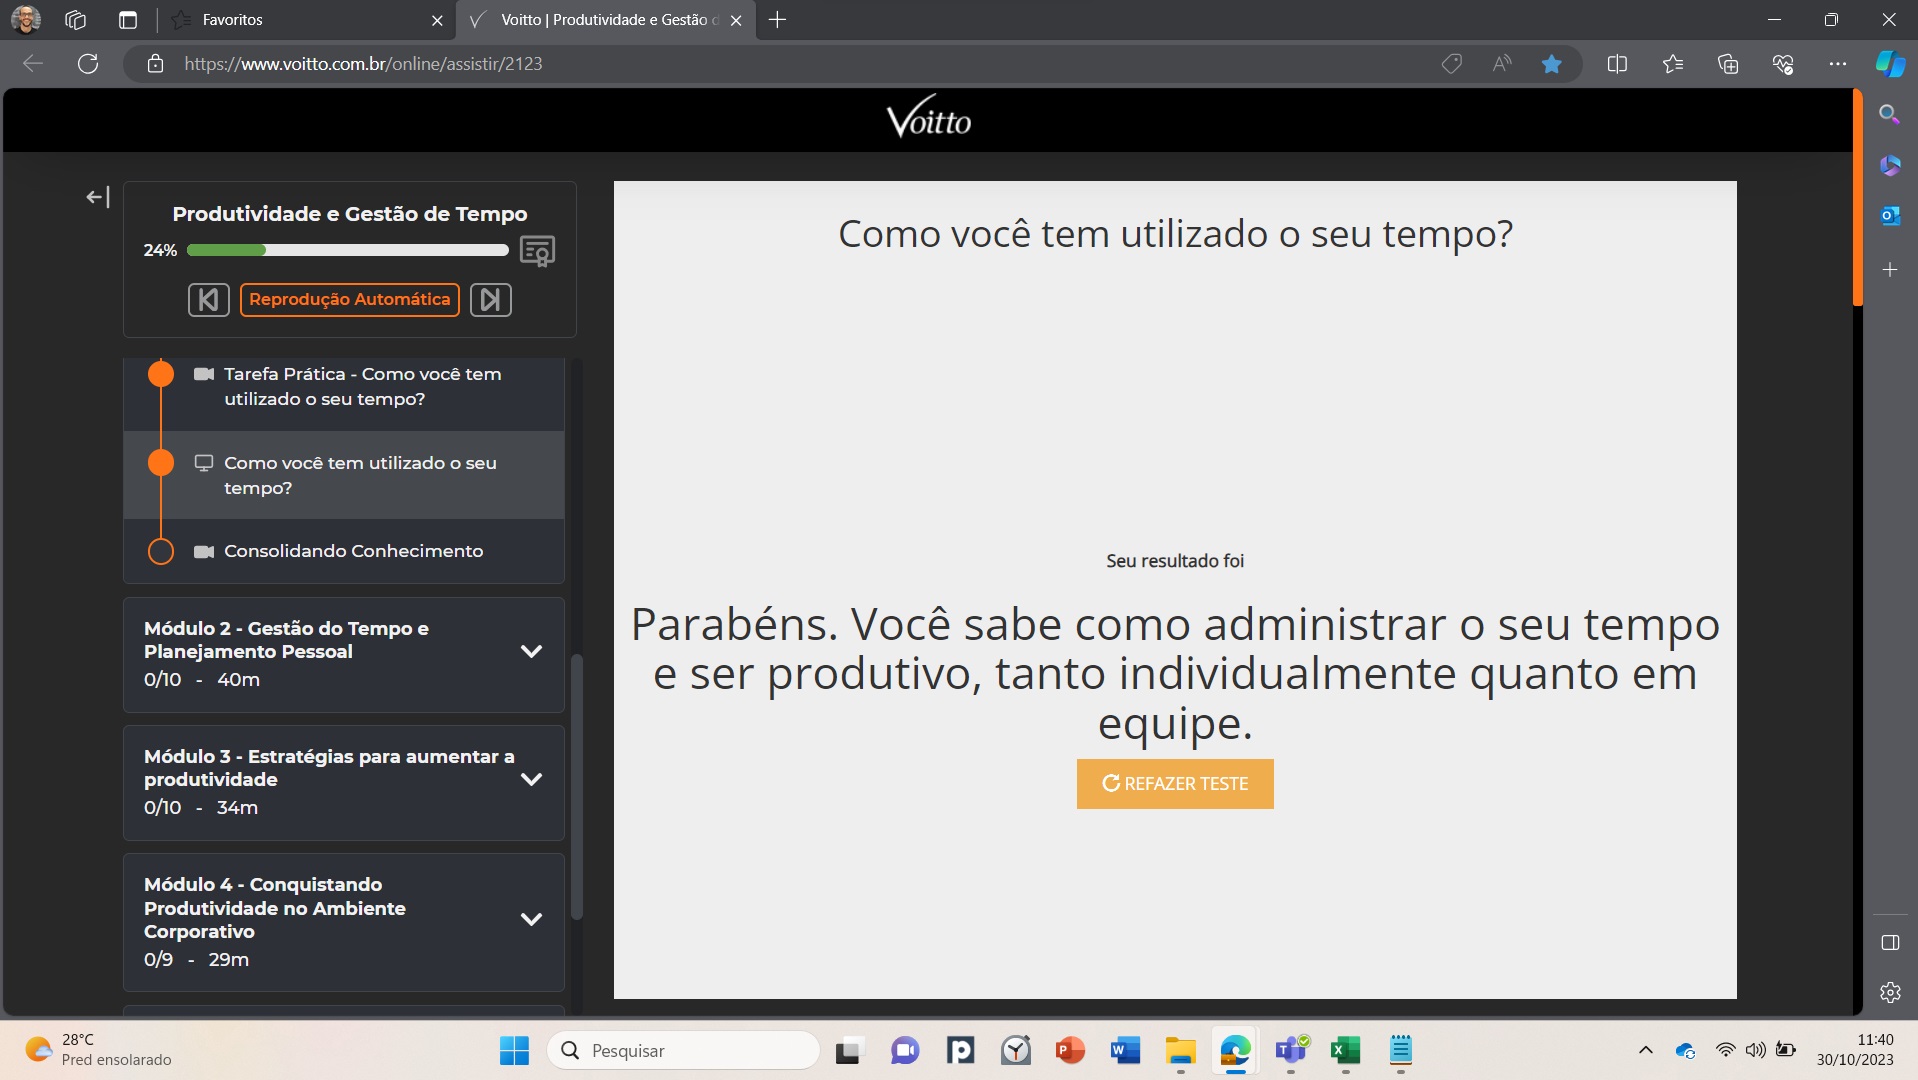 Favoritos
Voitto | Produtividade e Gestão d
https://www.voitto.com.br/online/assistir/2123
Voitto
Produtividade e Gestão de Tempo
24%
Reprodução Automática
Tarefa Prática - Como você tem
utilizado o seu tempo?
Como você tem utilizado o seu
tempo?
Consolidando Conhecimento
Módulo 2 - Gestão do Tempo e
Planejamento Pessoal
0/10 - 40m
Módulo 3 - Estratégias para aumentar a
produtividade
0/10 - 34m
Módulo 4 - Conquistando
Produtividade no Ambiente
Corporativo
0/9 - 29m
Como você tem utilizado o seu tempo?
Seu resultado foi
Parabéns. Você sabe como administrar o seu tempo
e ser produtivo, tanto individualmente quanto em
equipe.
REFAZER TESTE
28°C
Pred ensolarado
Pesquisar
11:40
30/10/2023